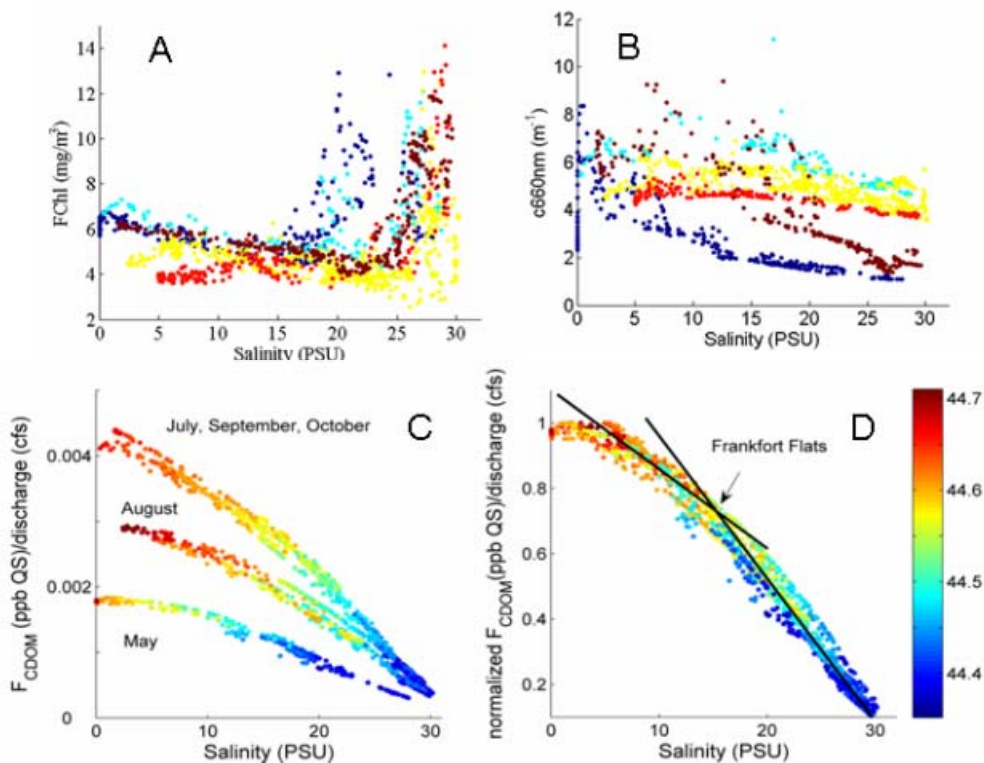 A
FChl (mg/m³)
14
12
10
8
6
4
2
0 5 10 15 20 25 30
Salinity (PSU)
B
c660nm (m⁻¹)
12
10
8
6
4
2
0
0 5 10 15 20 25 30
Salinity (PSU)
C
July, September, October
August
May
F_CDOM (ppb QS)/discharge (cfs)
0.004
0.002
0
0 10 20 30
Salinity (PSU)
D
Frankfort Flats
normalized F_CDOM(ppb QS)/discharge (cfs)
1
0.8
0.6
0.4
0.2
0 10 20 30
Salinity (PSU)
44.7
44.6
44.5
44.4